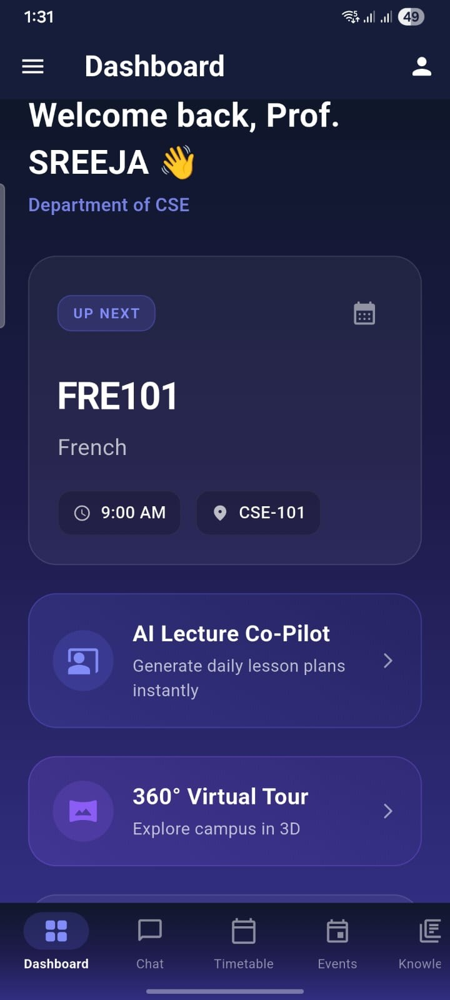 1:31
49
Dashboard
Welcome back, Prof.
SREEJA 👋
Department of CSE
UP NEXT
FRE101
French
9:00 AM
CSE-101
AI Lecture Co-Pilot
Generate daily lesson plans
instantly
360° Virtual Tour
Explore campus in 3D
Dashboard
Chat
Timetable
Events
Knowle